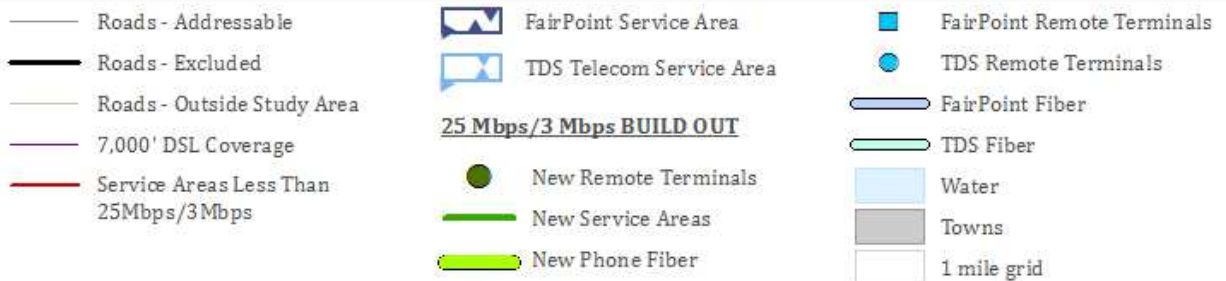 Roads - Addressable
Roads - Excluded
Roads - Outside Study Area
7,000' DSL Coverage
Service Areas Less Than
25Mbps/3Mbps
FairPoint Service Area
TDS Telecom Service Area
25 Mbps/3 Mbps BUILD OUT
New Remote Terminals
New Service Areas
New Phone Fiber
FairPoint Remote Terminals
TDS Remote Terminals
FairPoint Fiber
TDS Fiber
Water
Towns
1 mile grid